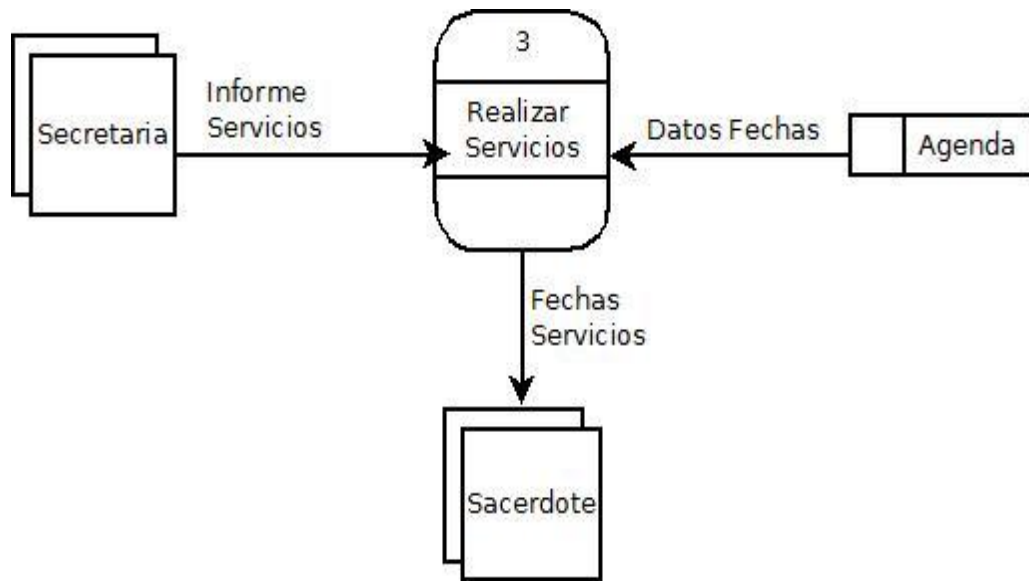 3
Informe
Servicios
Secretaria
Realizar
Servicios
Datos Fechas
Agenda
Fechas
Servicios
Sacerdote